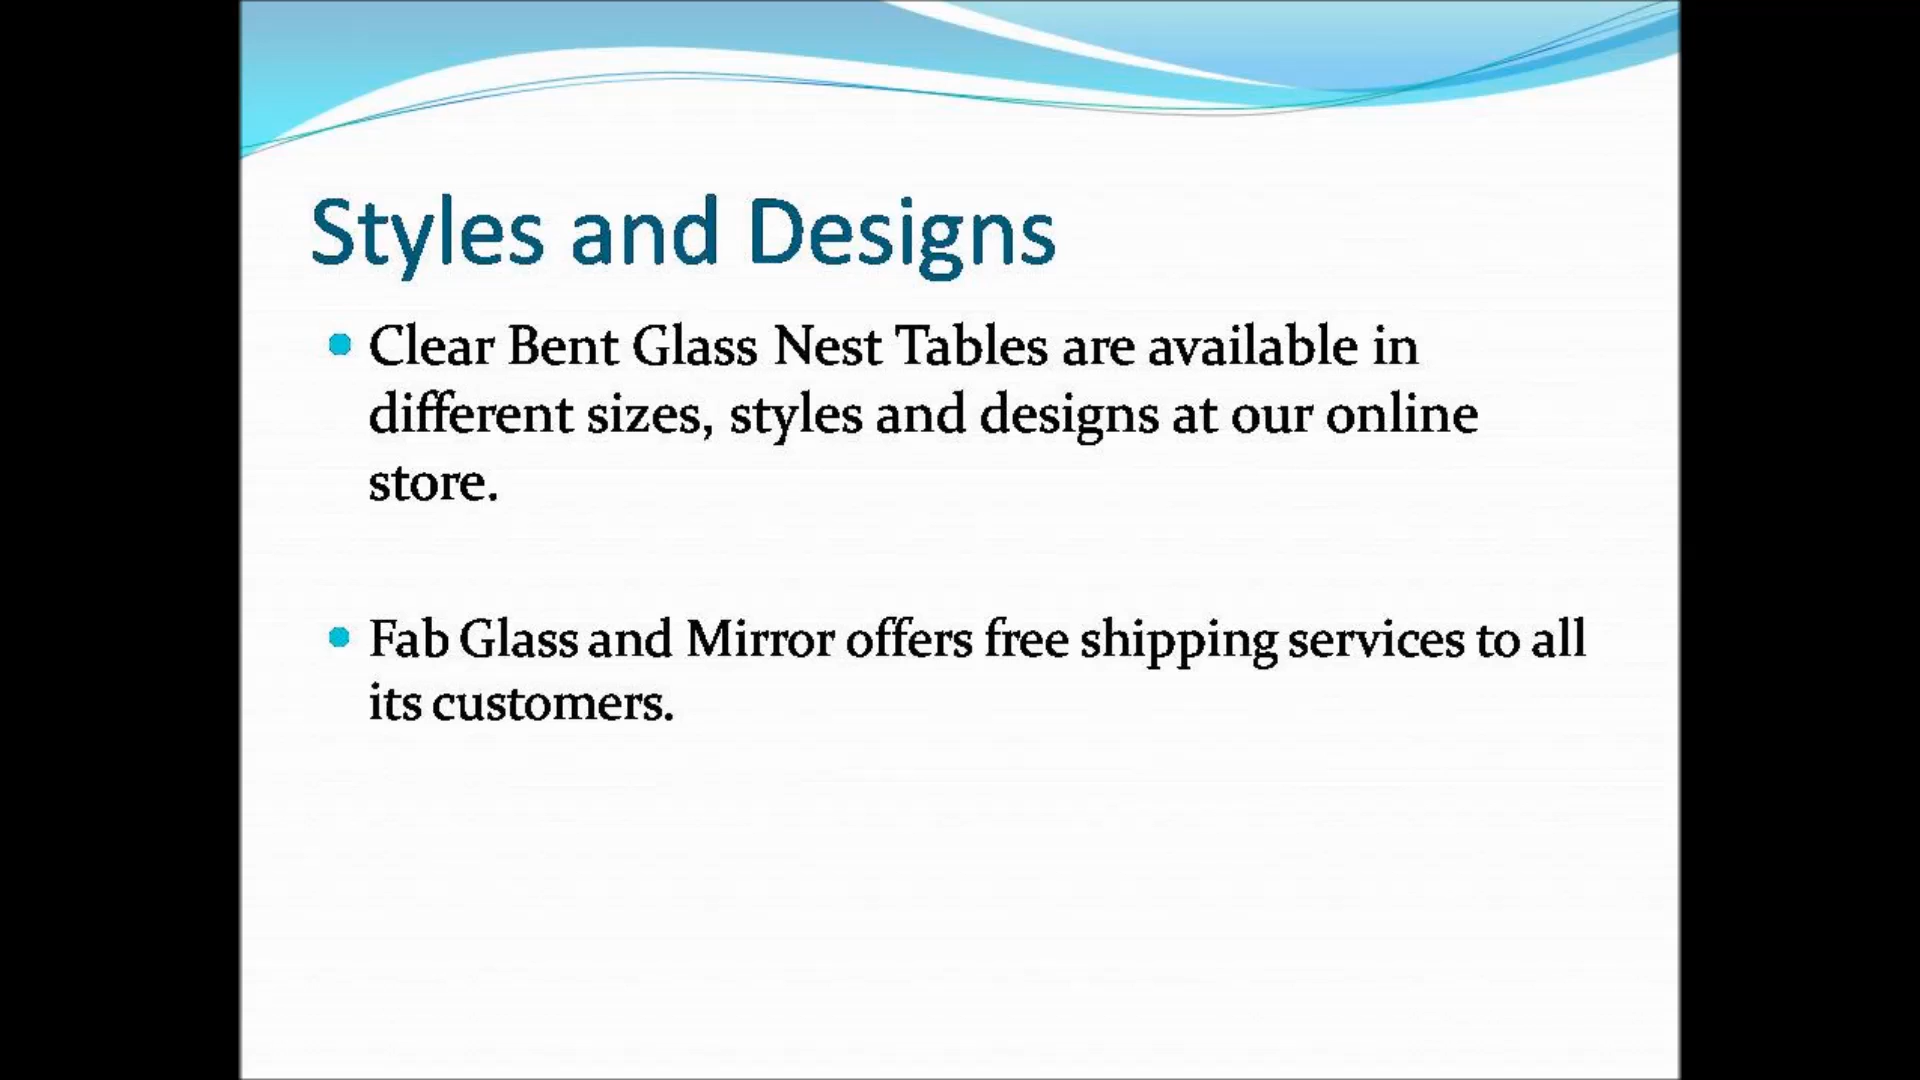 Styles and Designs
Clear Bent Glass Nest Tables are available in
different sizes, styles and designs at our online
store.
Fab Glass and Mirror offers free shipping services to all
its customers.